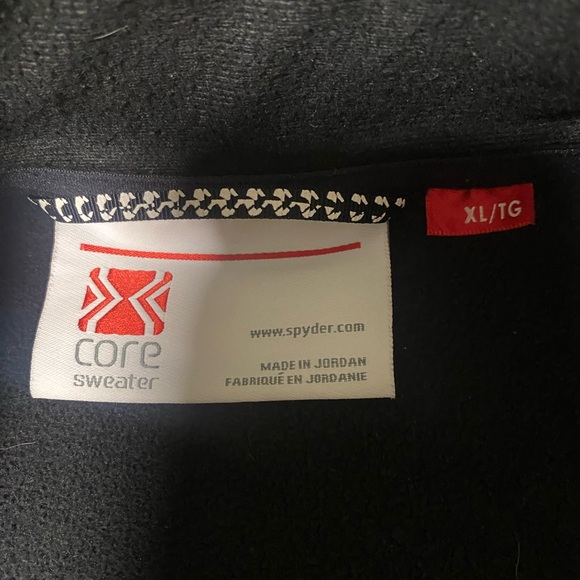 XL/TG
www.spyder.com
core
sweater
MADE IN JORDAN
FABRIQUÉ EN JORDANIE